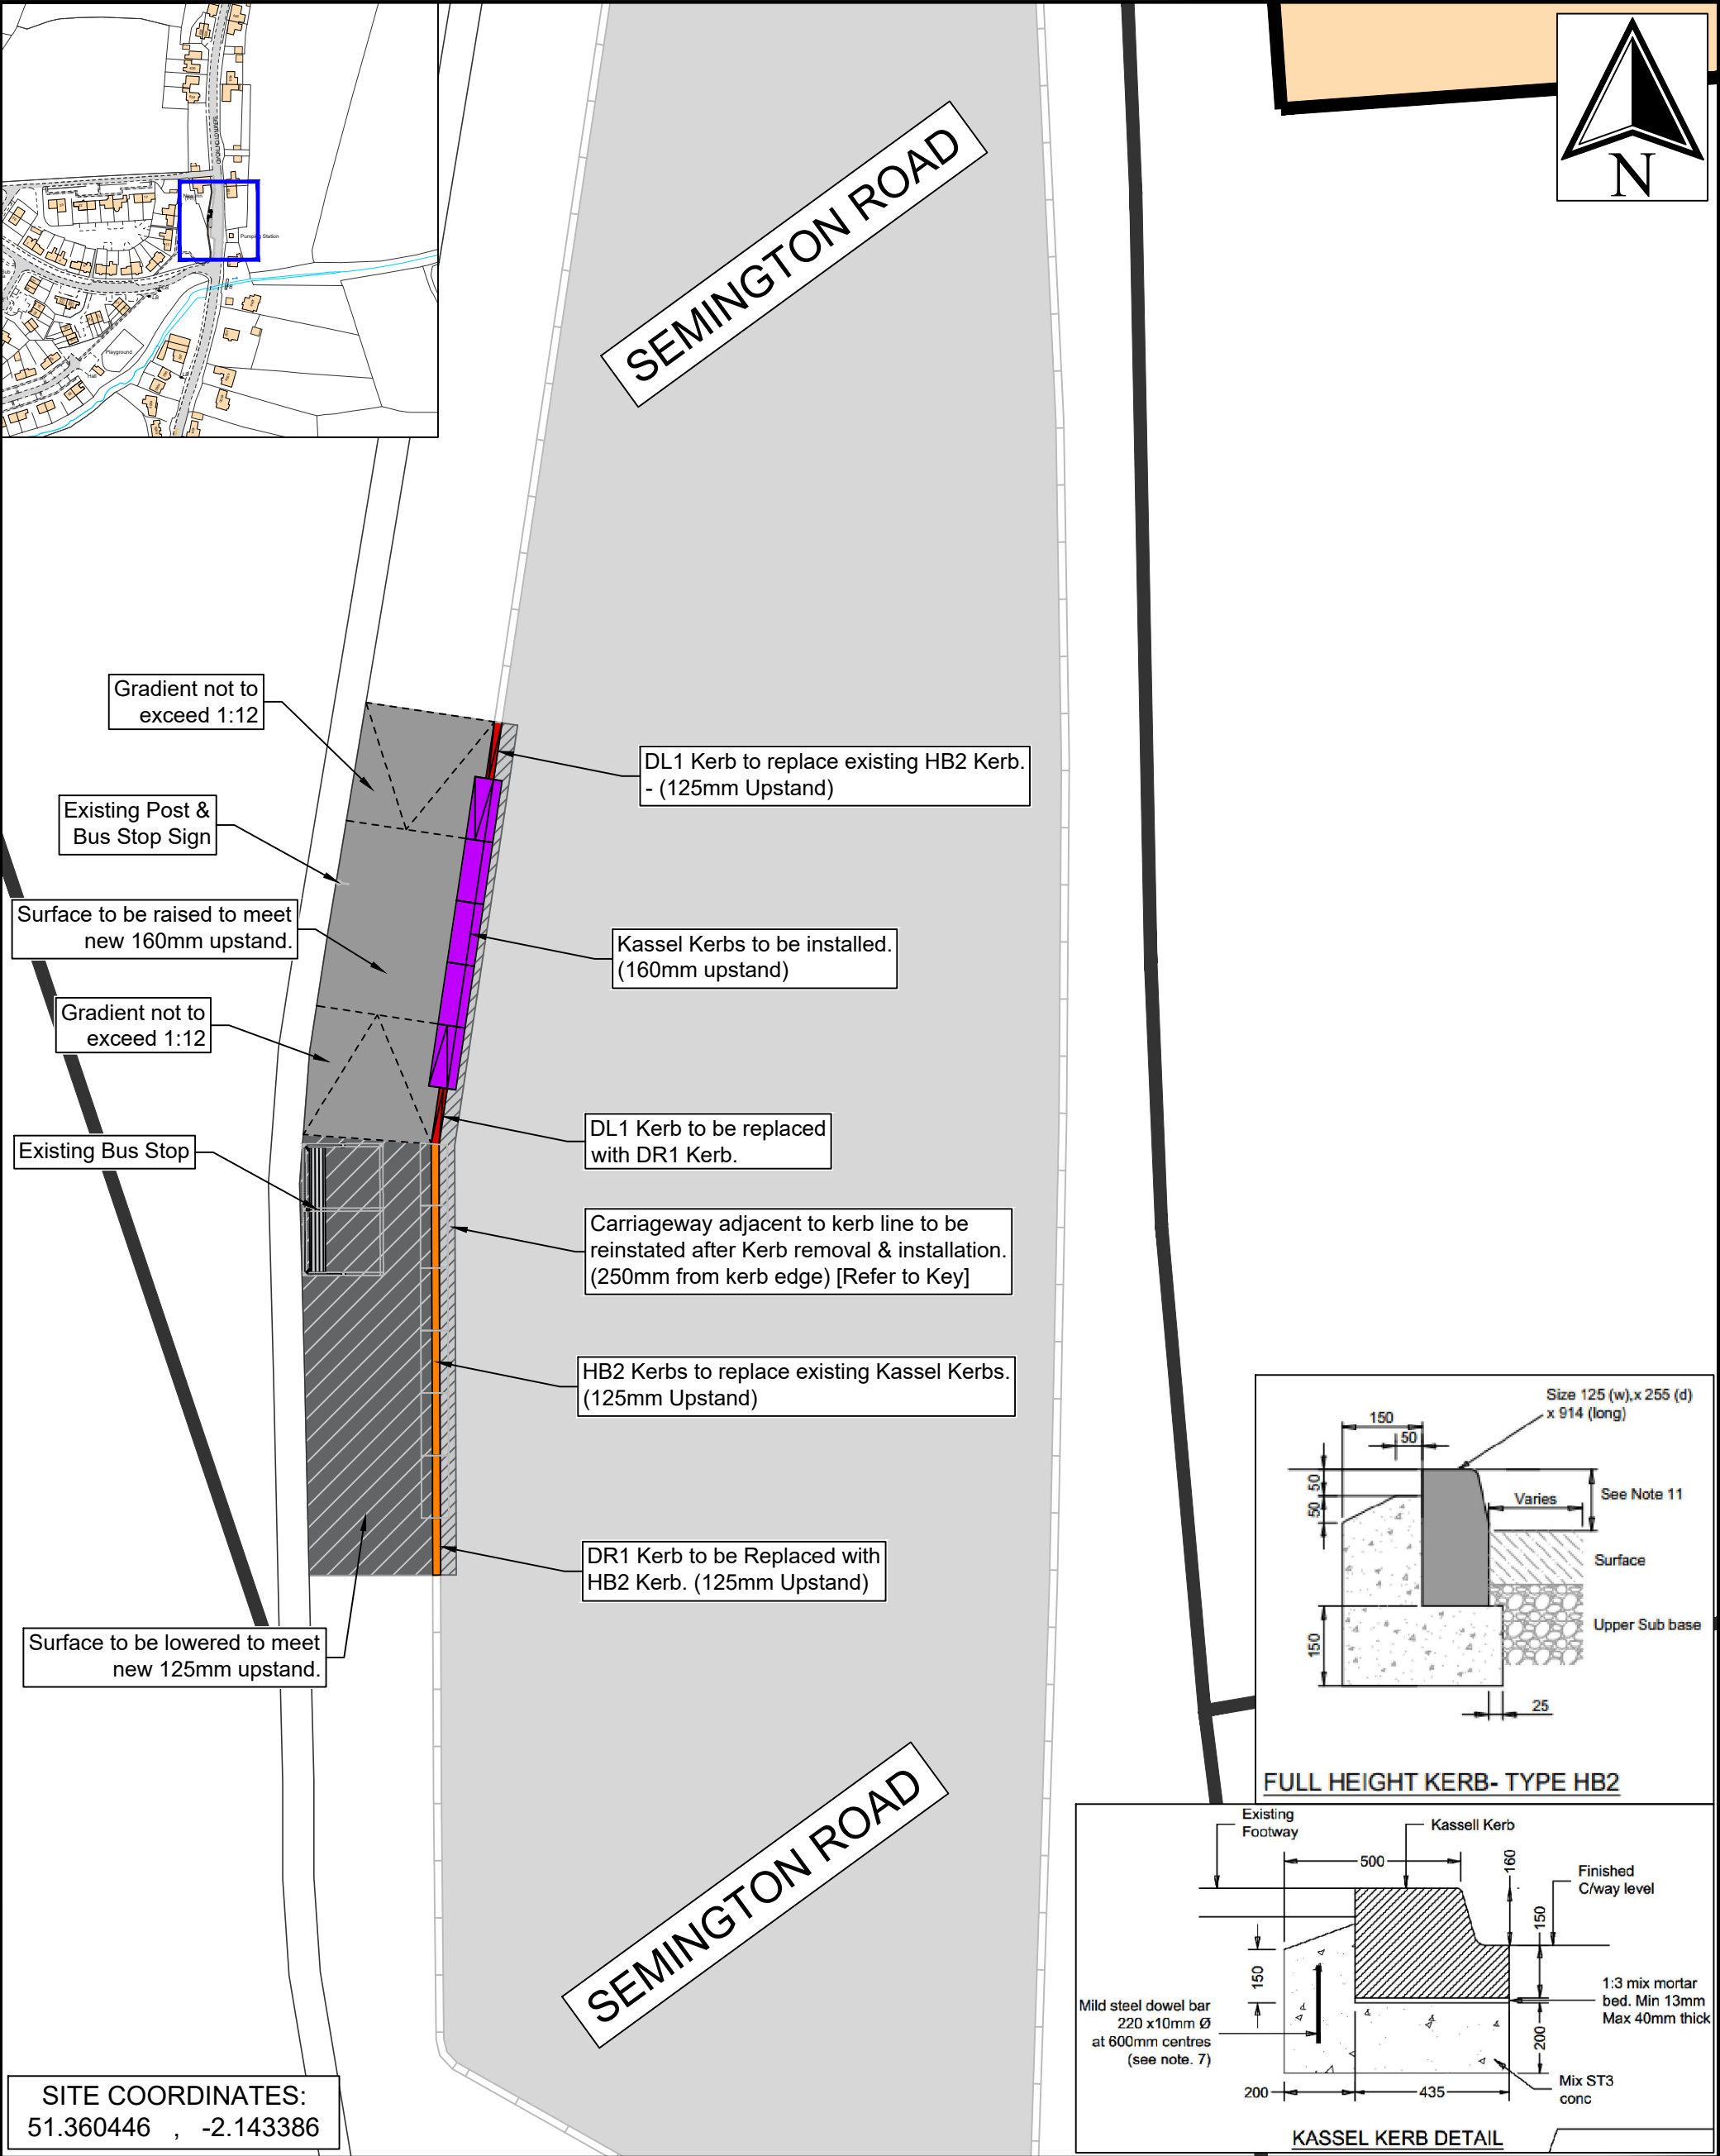 Pumping Station
Playground
Hall
N
SEMINGTON ROAD
Gradient not to
exceed 1:12
DL1 Kerb to replace existing HB2 Kerb.
- (125mm Upstand)
Existing Post &
Bus Stop Sign
Surface to be raised to meet
new 160mm upstand.
Kassel Kerbs to be installed.
(160mm upstand)
Gradient not to
exceed 1:12
DL1 Kerb to be replaced
with DR1 Kerb.
Existing Bus Stop
Carriageway adjacent to kerb line to be
reinstated after Kerb removal & installation.
(250mm from kerb edge) [Refer to Key]
HB2 Kerbs to replace existing Kassel Kerbs.
(125mm Upstand)
DR1 Kerb to be Replaced with
HB2 Kerb. (125mm Upstand)
Surface to be lowered to meet
new 125mm upstand.
SEMINGTON ROAD
SITE COORDINATES:
51.360446 , -2.143386
Size 125 (w),x 255 (d)
x 914 (long)
150
50
50
50
Varies
See Note 11
Surface
Upper Sub base
150
25
FULL HEIGHT KERB- TYPE HB2
Existing
Footway
Kassell Kerb
500
160
Finished
C/way level
150
150
1:3 mix mortar
bed. Min 13mm
Max 40mm thick
Mild steel dowel bar
220 x10mm Ø
at 600mm centres
(see note. 7)
200
200
435
Mix ST3
conc
KASSEL KERB DETAIL